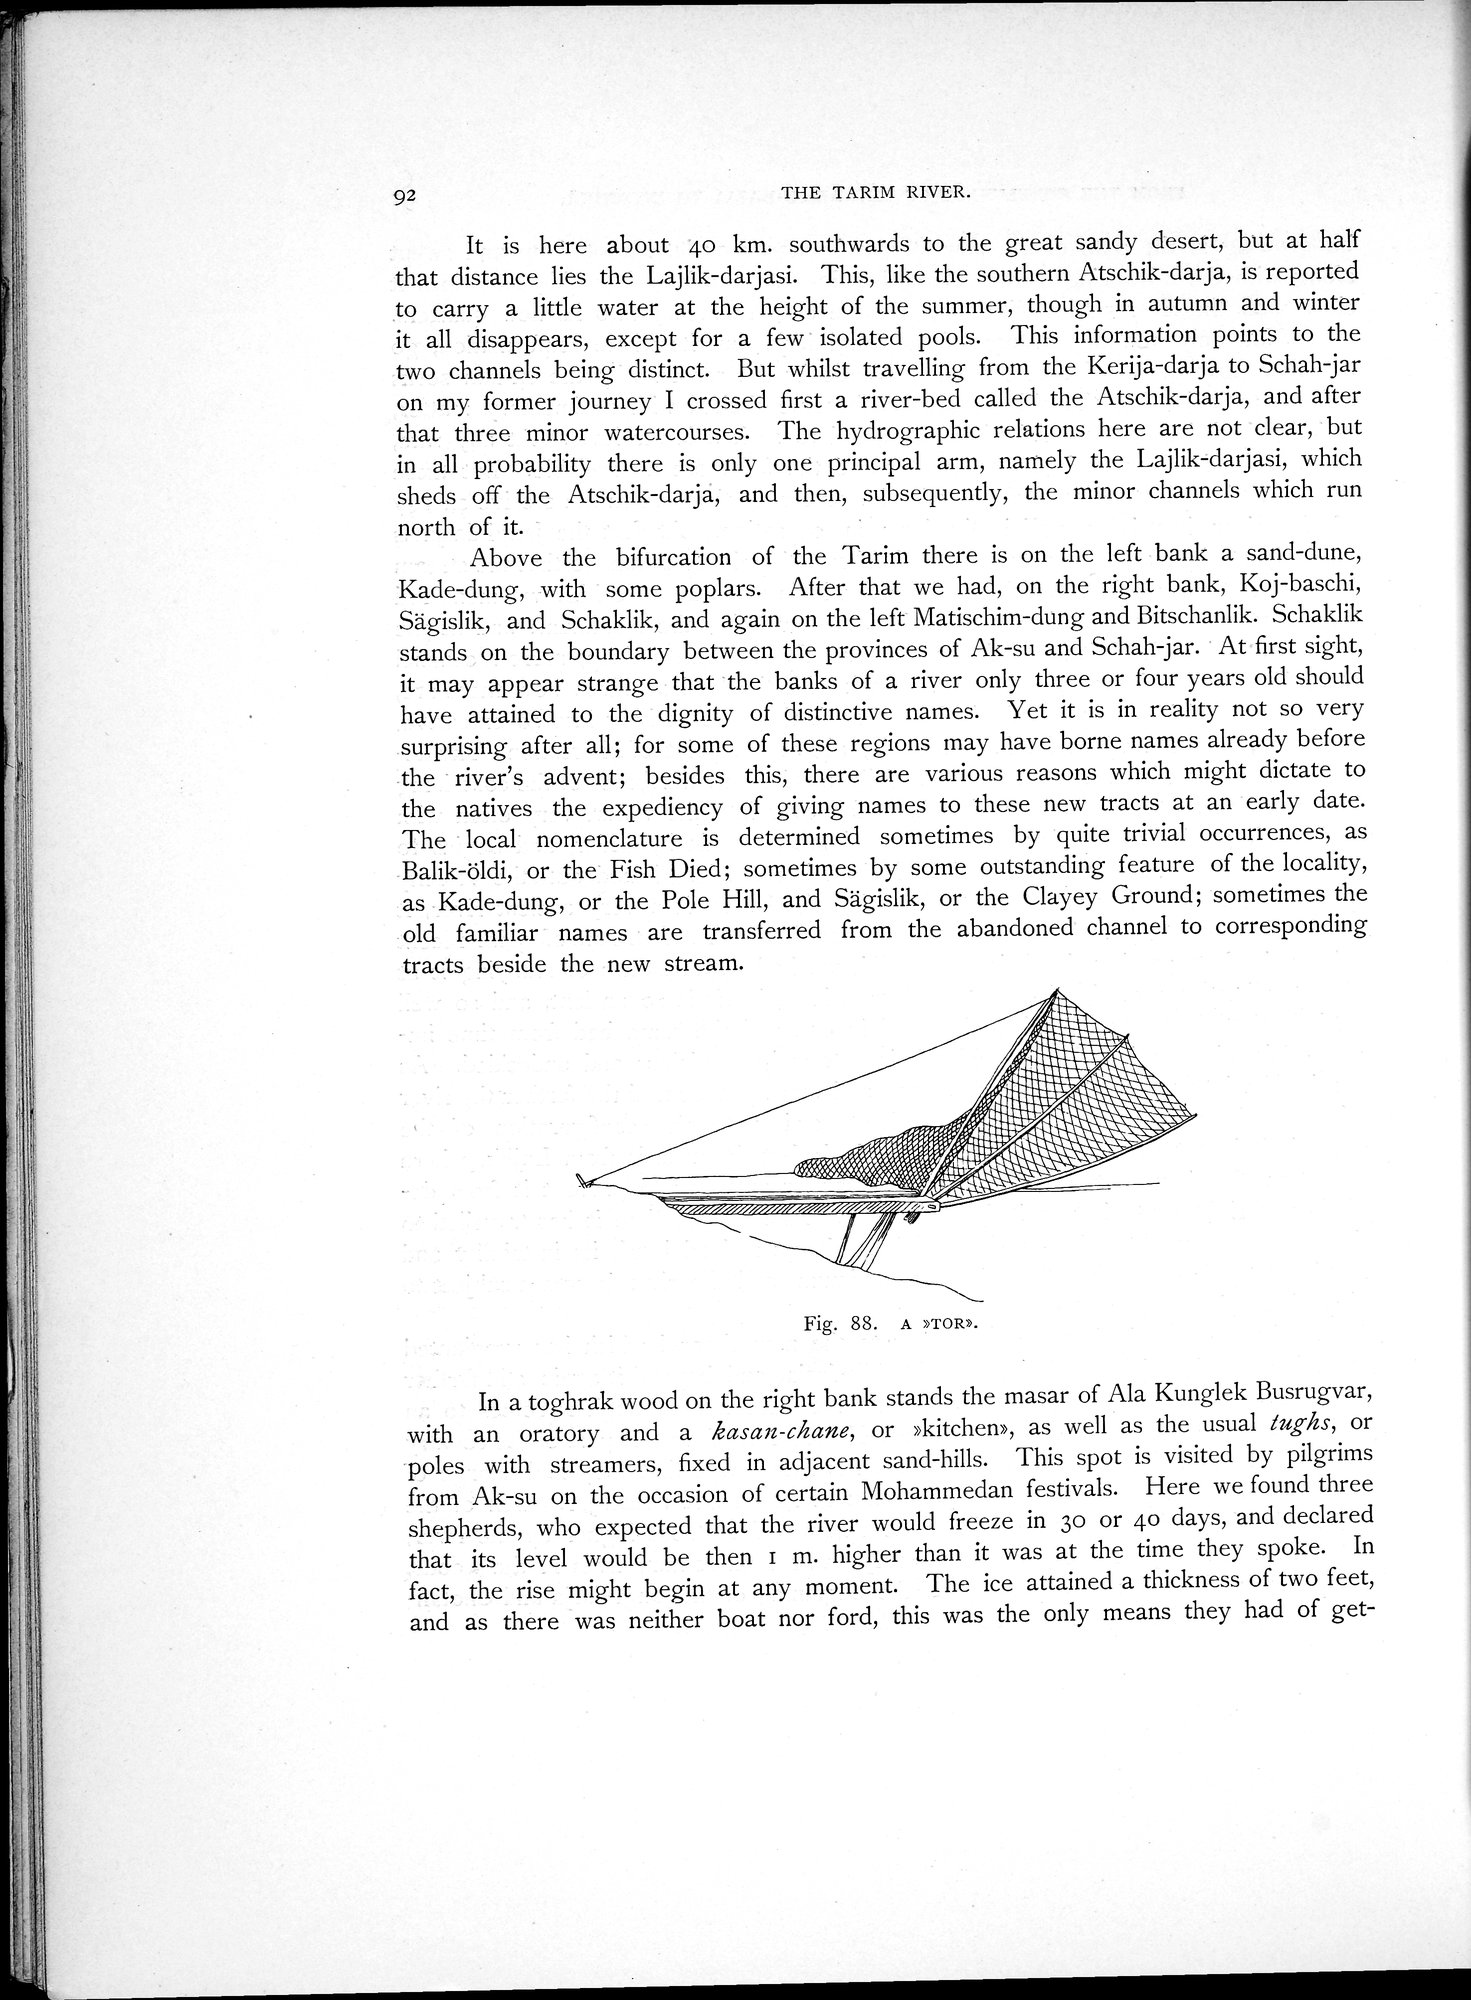 92
THE TARIM RIVER.
It is here about 40 km. southwards to the great sandy desert, but at half
that distance lies the Lajlik-darjasi. This, like the southern Atschik-darja, is reported
to carry a little water at the height of the summer, though in autumn and winter
it all disappears, except for a few isolated pools. This information points to the
two channels being distinct. But whilst travelling from the Kerija-darja to Schah-jar
on my former journey I crossed first a river-bed called the Atschik-darja, and after
that three minor watercourses. The hydrographic relations here are not clear, but
in all probability there is only one principal arm, namely the Lajlik-darjasi, which
sheds off the Atschik-darja, and then, subsequently, the minor channels which run
north of it.
Above the bifurcation of the Tarim there is on the left bank a sand-dune,
Kade-dung, with some poplars. After that we had, on the right bank, Koj-baschi,
Sägislik, and Schaklik, and again on the left Matischim-dung and Bitschanlik. Schaklik
stands on the boundary between the provinces of Ak-su and Schah-jar. At first sight,
it may appear strange that the banks of a river only three or four years old should
have attained to the dignity of distinctive names. Yet it is in reality not so very
surprising after all; for some of these regions may have borne names already before
the river's advent; besides this, there are various reasons which might dictate to
the natives the expediency of giving names to these new tracts at an early date.
The local nomenclature is determined sometimes by quite trivial occurrences, as
Balik-öldi, or the Fish Died; sometimes by some outstanding feature of the locality,
as Kade-dung, or the Pole Hill, and Sägislik, or the Clayey Ground; sometimes the
old familiar names are transferred from the abandoned channel to corresponding
tracts beside the new stream.
Fig. 88. A »TOR».
In a toghrak wood on the right bank stands the masar of Ala Kunglek Busrugvar,
with an oratory and a kasan-chane, or »kitchen», as well as the usual tughs, or
poles with streamers, fixed in adjacent sand-hills. This spot is visited by pilgrims
from Ak-su on the occasion of certain Mohammedan festivals. Here we found three
shepherds, who expected that the river would freeze in 30 or 40 days, and declared
that its level would be then 1 m. higher than it was at the time they spoke. In
fact, the rise might begin at any moment. The ice attained a thickness of two feet,
and as there was neither boat nor ford, this was the only means they had of get-